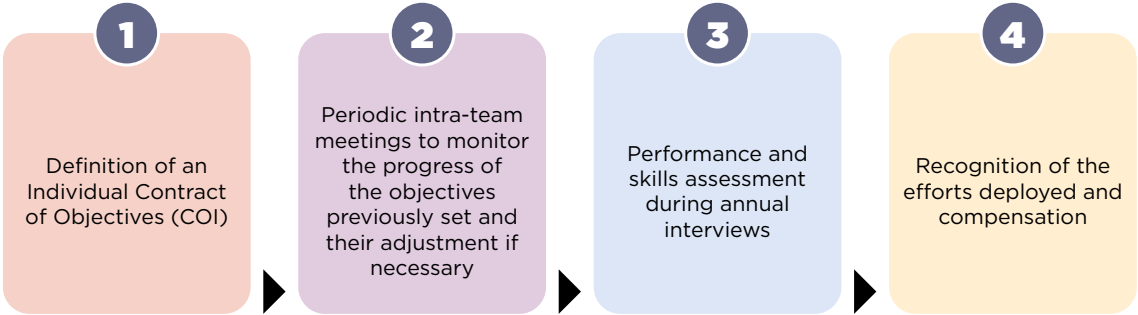 1
Definition of an
Individual Contract
of Objectives (COI)
2
Periodic intra-team
meetings to monitor
the progress of
the objectives
previously set and
their adjustment if
necessary
3
Performance and
skills assessment
during annual
interviews
4
Recognition of the
efforts deployed and
compensation